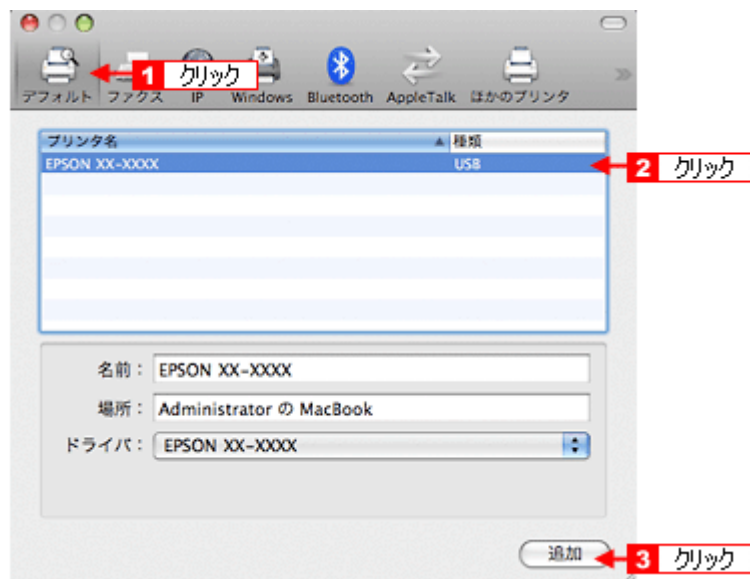 1 クリック
デフォルト ファクス IP Windows Bluetooth AppleTalk ほかのプリンタ
プリンタ名 種類
EPSON XX-XXXX USB
2 クリック
名前： EPSON XX-XXXX
場所： Administrator の MacBook
ドライバ： EPSON XX-XXXX
追加
3 クリック